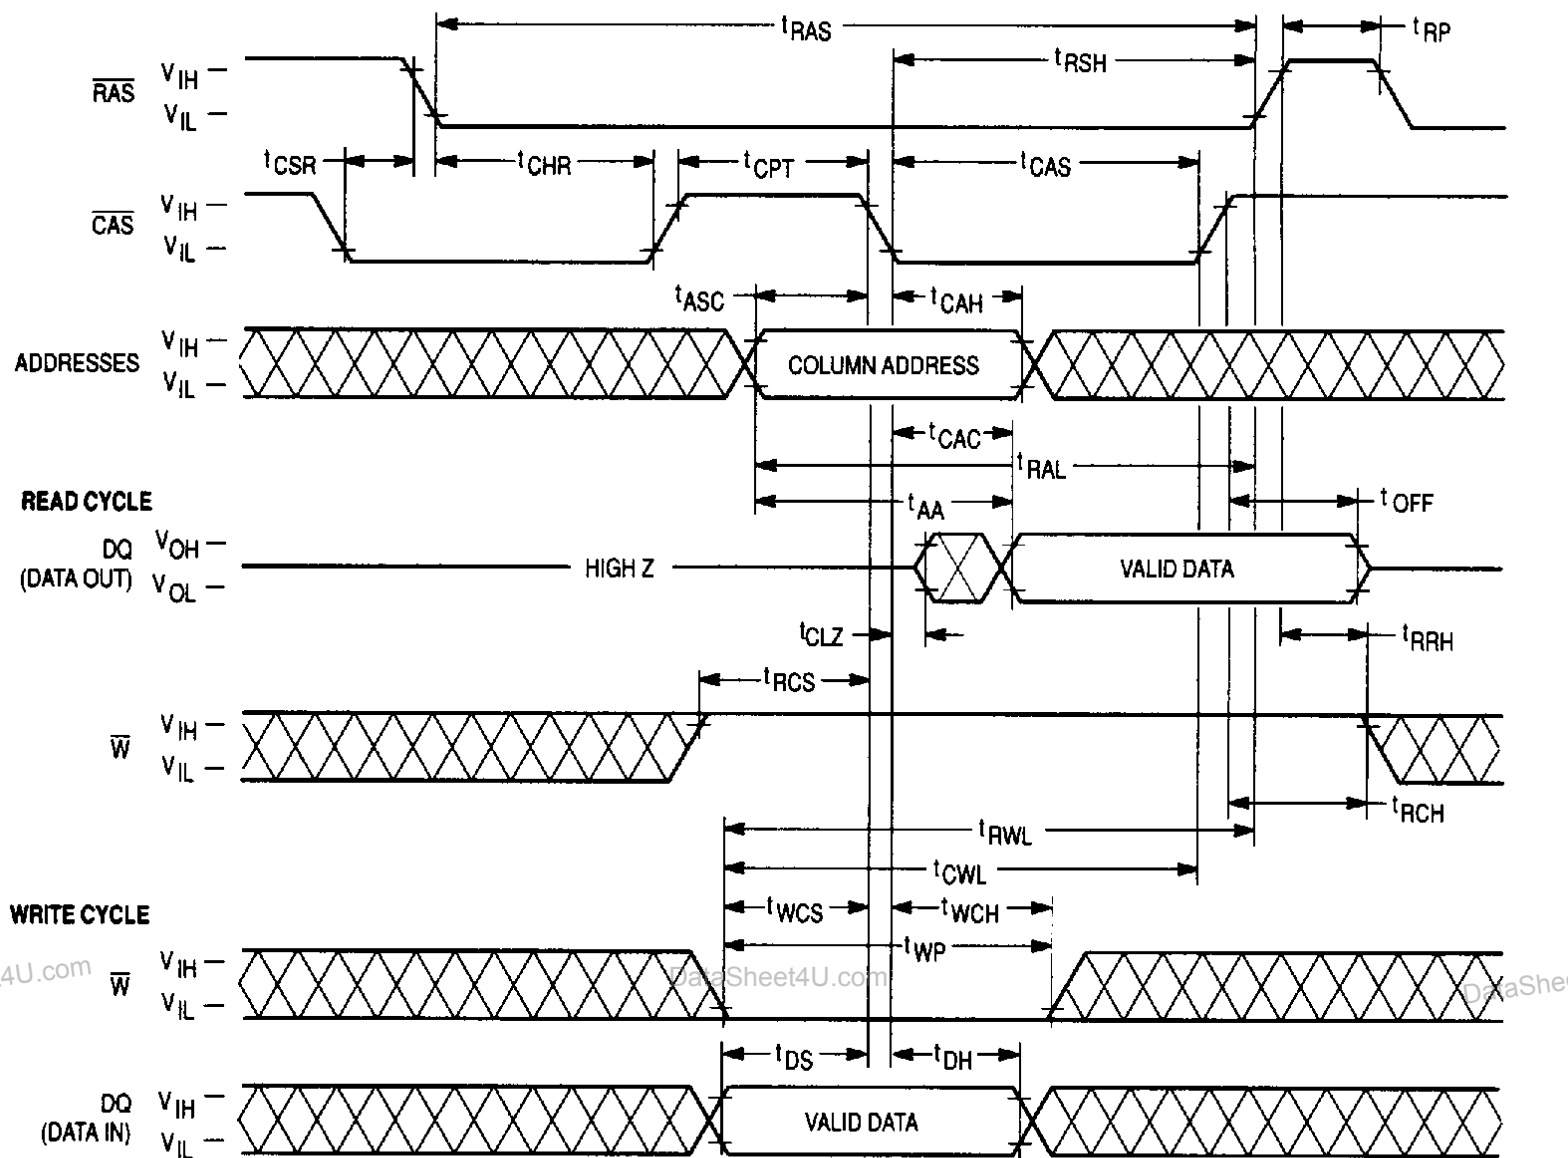 tRAS
tRP
tRSH
RAS
VIH
VIL
tCSR
tCHR
tCPT
tCAS
CAS
VIH
VIL
tASC
tCAH
ADDRESSES
VIH
VIL
COLUMN ADDRESS
tCAC
tRAL
READ CYCLE
tAA
tOFF
DQ
(DATA OUT)
VOH
VOL
HIGH Z
VALID DATA
tCLZ
tRRH
tRCS
W
VIH
VIL
tRCH
tRWL
tCWL
WRITE CYCLE
tWCS
tWCH
tWP
4U.com
DataSheet4U.com
DataShe
W
VIH
VIL
tDS
tDH
DQ
(DATA IN)
VIH
VIL
VALID DATA